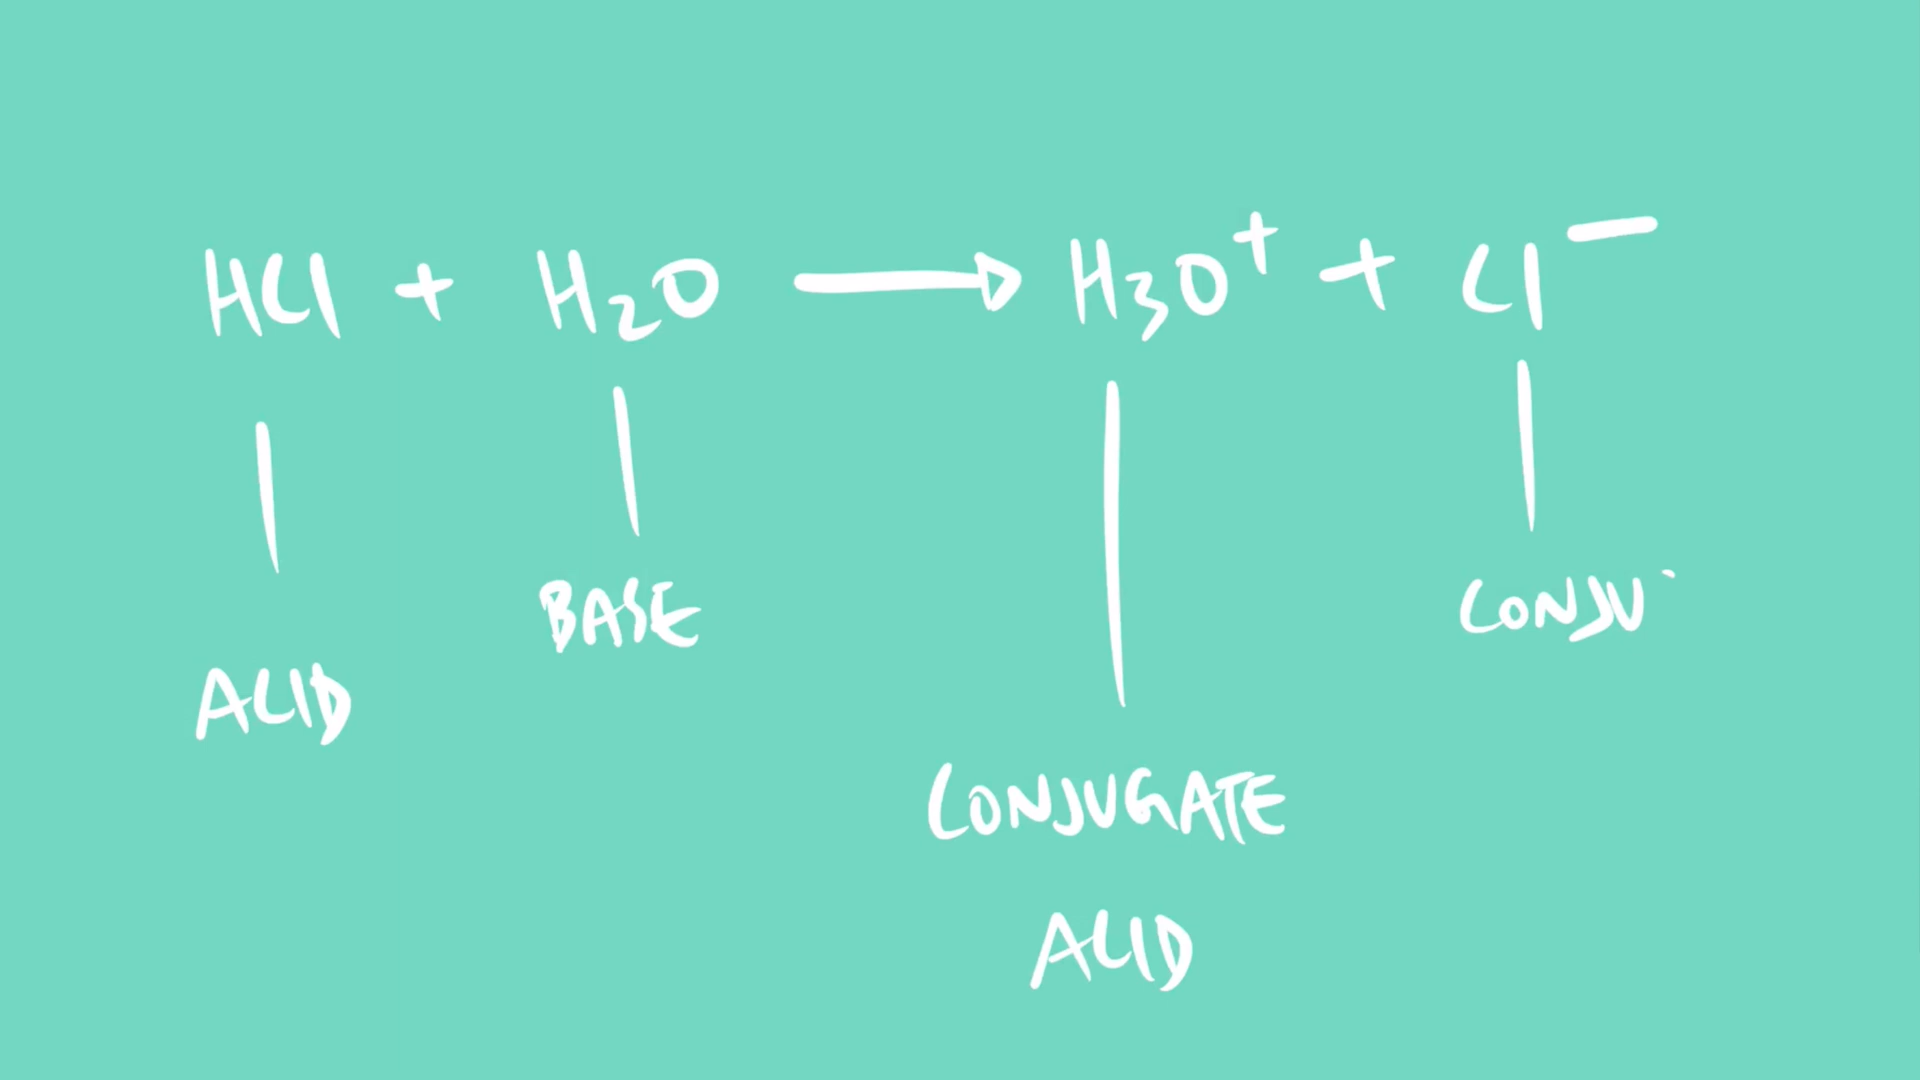 HCl + H₂O → H₃O⁺ + Cl⁻
BASE
CONJU
ACID
CONJUGATE
ACID